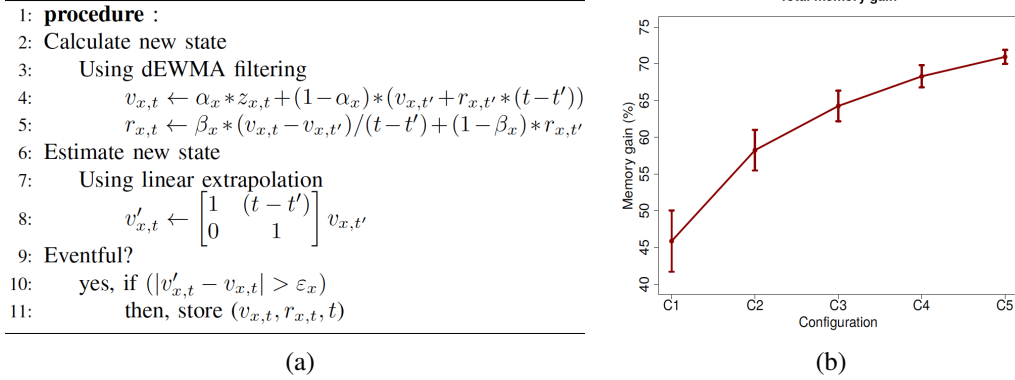 1: procedure :
2: Calculate new state
3: Using dEWMA filtering
4: v_{x,t} ← α_x * z_{x,t} + (1 − α_x) * (v_{x,t'} + r_{x,t'} * (t − t'))
5: r_{x,t} ← β_x * (v_{x,t} − v_{x,t'})/(t − t') + (1 − β_x) * r_{x,t'}
6: Estimate new state
7: Using linear extrapolation
8: v'_{x,t} ← [1 (t − t'); 0 1] v_{x,t'}
9: Eventful?
10: yes, if (|v'_{x,t} − v_{x,t}| > ε_x)
11: then, store (v_{x,t}, r_{x,t}, t)
(a)
Total memory gain
Memory gain (%)
75
70
65
60
55
50
45
40
C1 C2 C3 C4 C5
Configuration
(b)